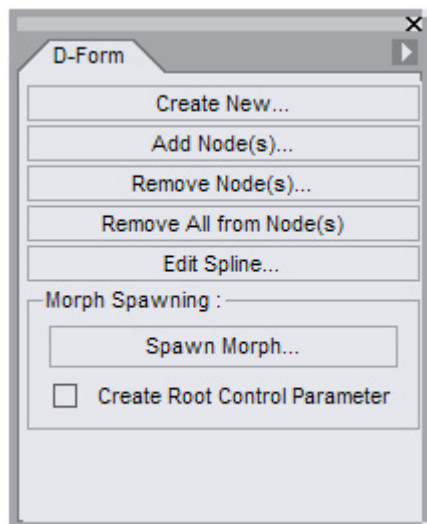 D-Form
Create New...
Add Node(s)...
Remove Node(s)...
Remove All from Node(s)
Edit Spline...
Morph Spawning :
Spawn Morph...
Create Root Control Parameter